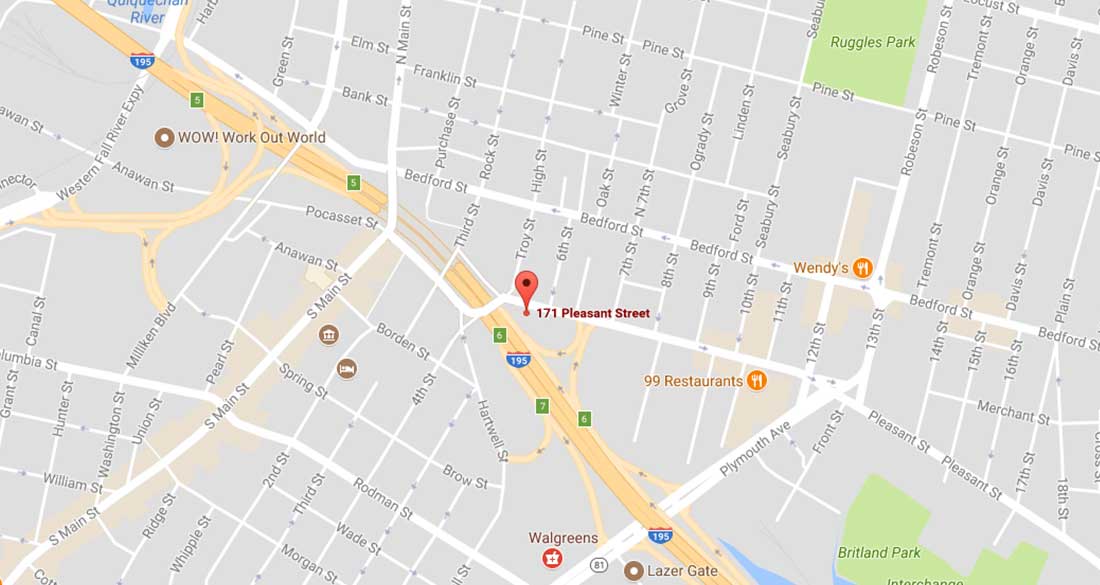 Quequechan
River
Locust St
Ruggles Park
Elm St
N Main St
Green St
Pine St
Pine St
Pine St
Pine St
Pine S
Robeson St
Robeson St
Tremont St
Orange St
Davis St
195
5
Franklin St
Bank St
Winter St
Grove St
Linden St
Seabury St
Ogrady St
WOW! Work Out World
Western Fall River Expy
Purchase St
Rock St
High St
Oak St
N 7th St
Anawan St
5
Bedford St
Pocasset St
Third St
Troy St
6th St
Bedford St
Bedford St
Ford St
Seabury St
Tremont St
Orange St
Orange St
Davis St
Davis St
Anawan St
7th St
8th St
9th St
10th St
11th St
Wendy's
Bedford St
Bedford St
Plain St
S Main St
171 Pleasant Street
6
195
12th St
13th St
14th St
15th St
16th St
Canal St
Milliken Blvd
Borden St
Pearl St
Spring St
4th St
99 Restaurants
Columbia St
Grant St
Hunter St
Washington St
Union St
S Main St
7
6
Hartwell S
Merchant St
Front St
Plymouth Ave
Pleasant St
Pleasant St
17th St
18th St
William St
2nd St
Third St
Brow St
Rodman St
Ridge St
Whipple St
S Main St
Wade St
Morgan St
Walgreens
195
81
Lazer Gate
Britland Park
Interchange